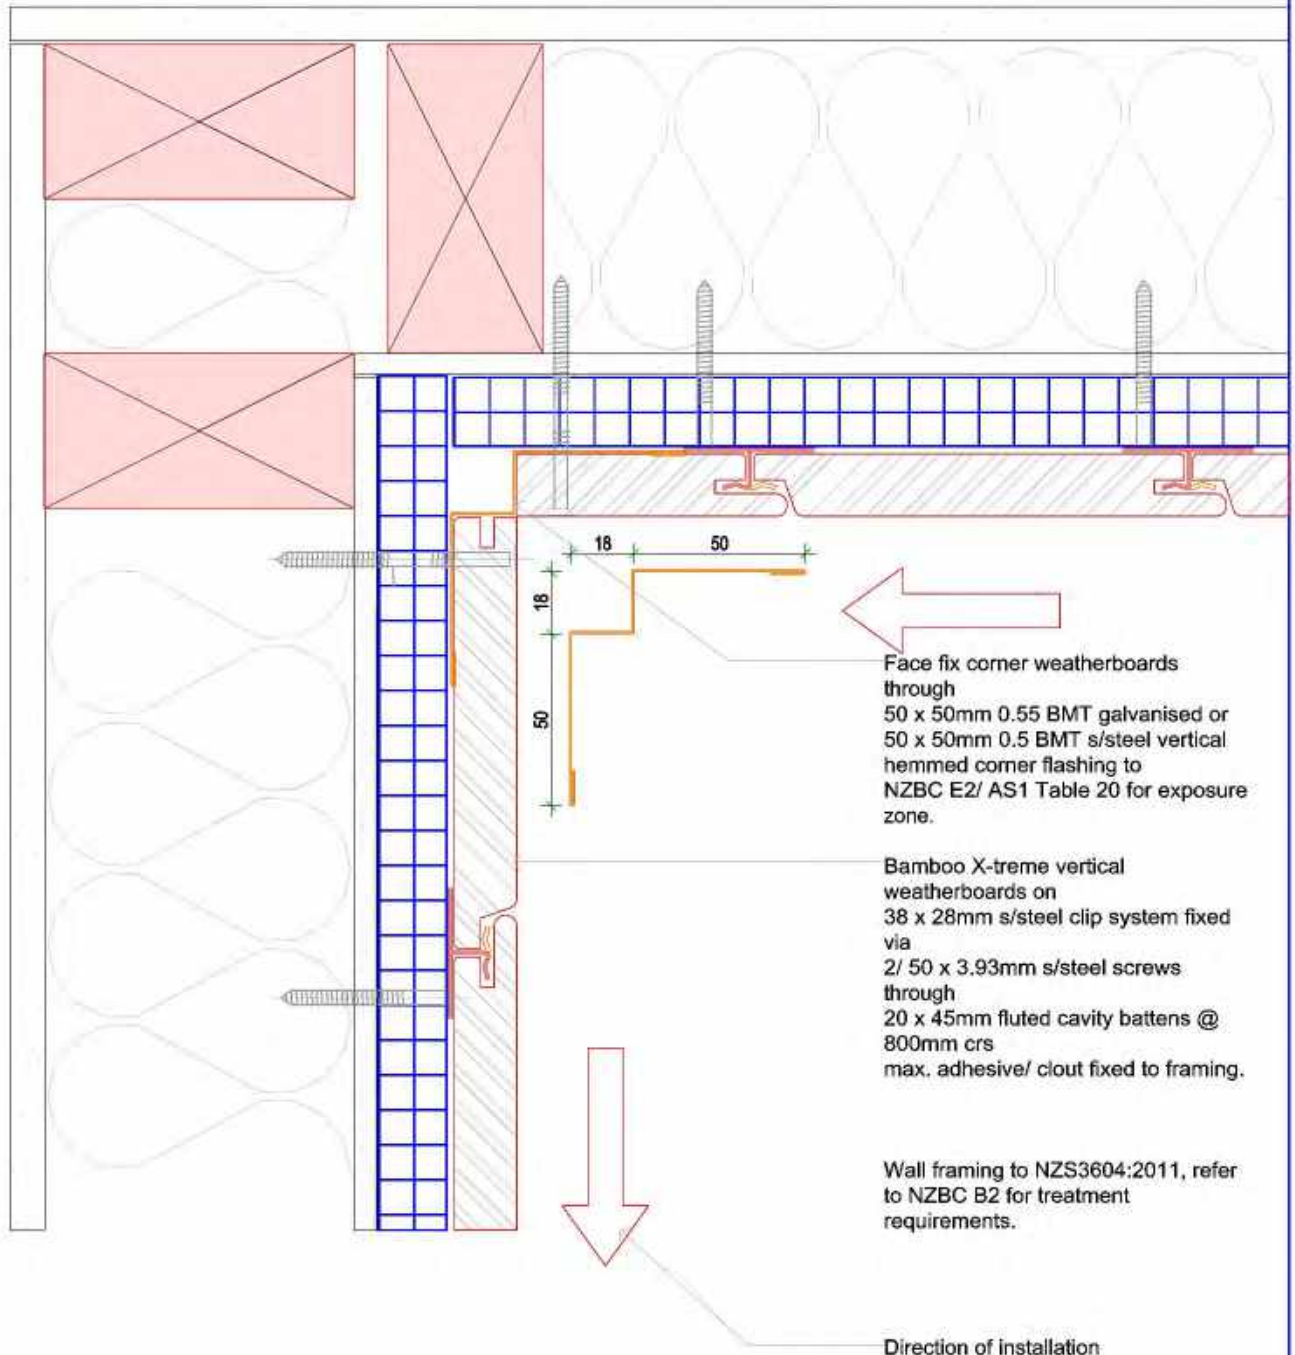 18
50
18
50
Face fix corner weatherboards
through
50 x 50mm 0.55 BMT galvanised or
50 x 50mm 0.5 BMT s/steel vertical
hemmed corner flashing to
NZBC E2/ AS1 Table 20 for exposure
zone.
Bamboo X-treme vertical
weatherboards on
38 x 28mm s/steel clip system fixed
via
2/ 50 x 3.93mm s/steel screws
through
20 x 45mm fluted cavity battens @
800mm crs
max. adhesive/ clout fixed to framing.
Wall framing to NZS3604:2011, refer
to NZBC B2 for treatment
requirements.
Direction of installation